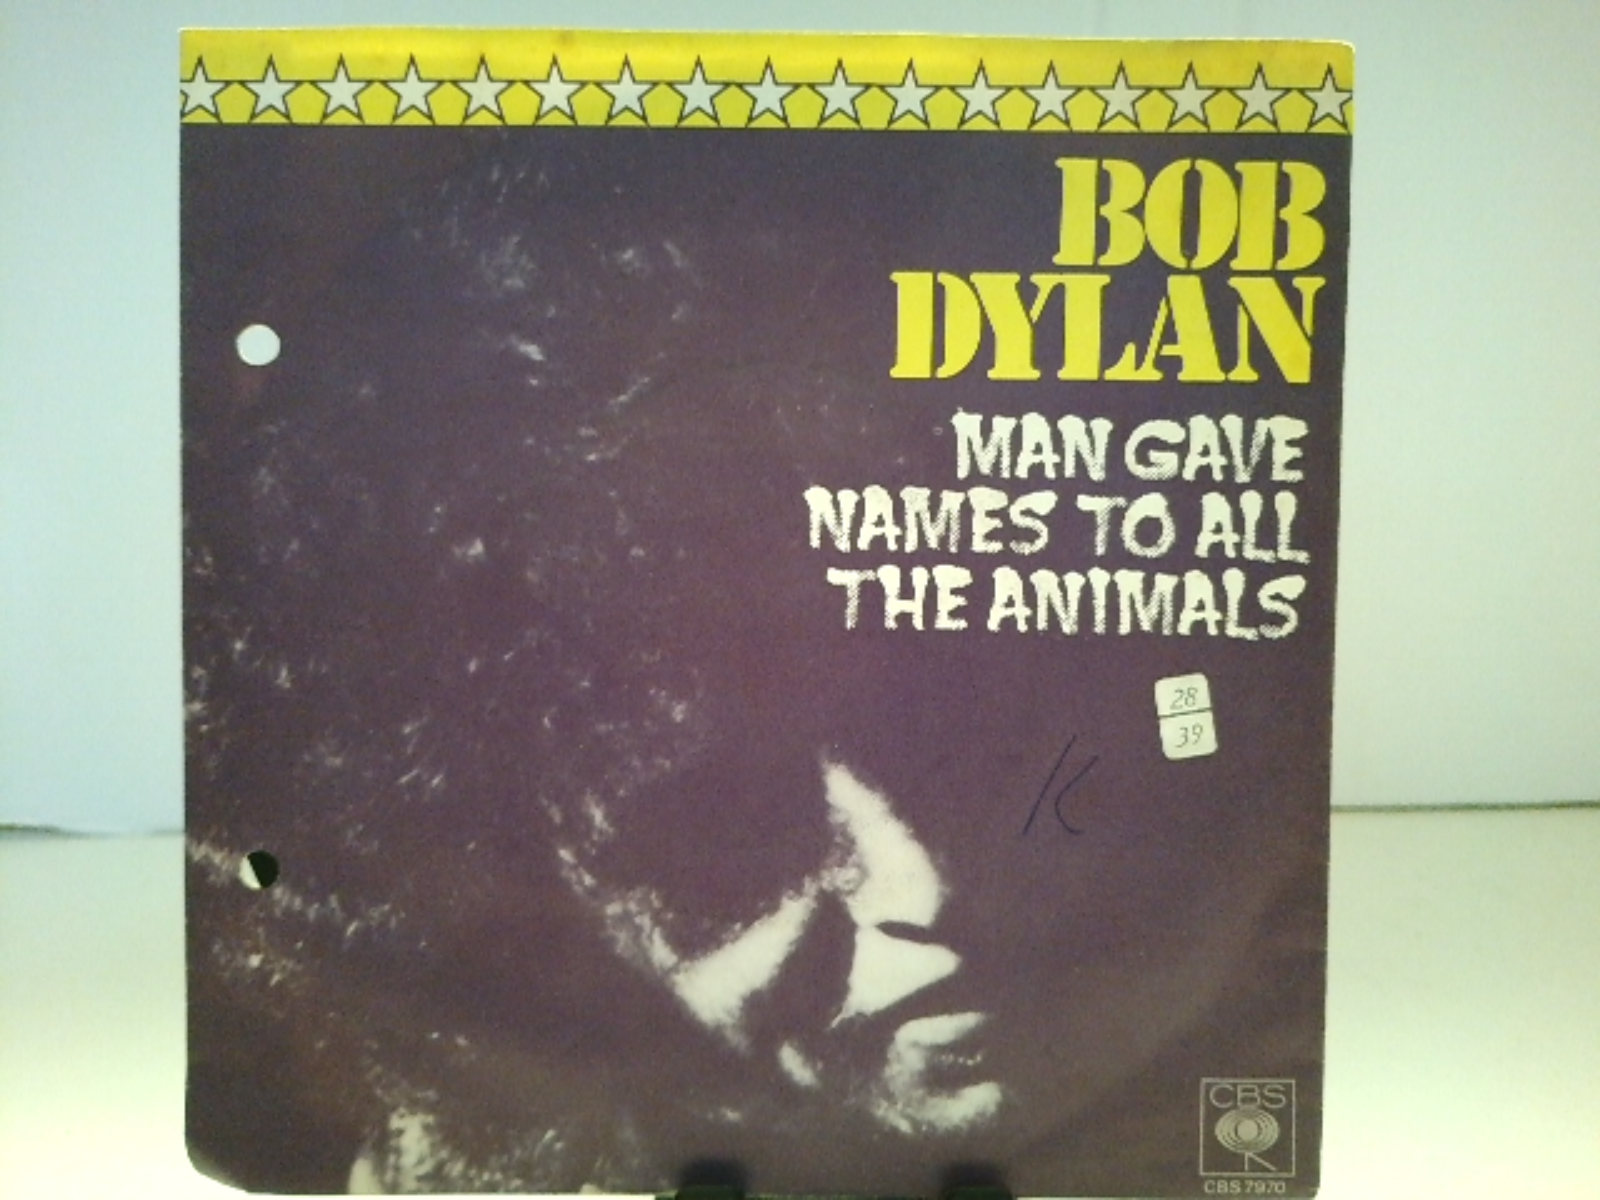 BOB
DYLAN
MAN GAVE
NAMES TO ALL
THE ANIMALS
28
39
K
CBS
CBS 7970